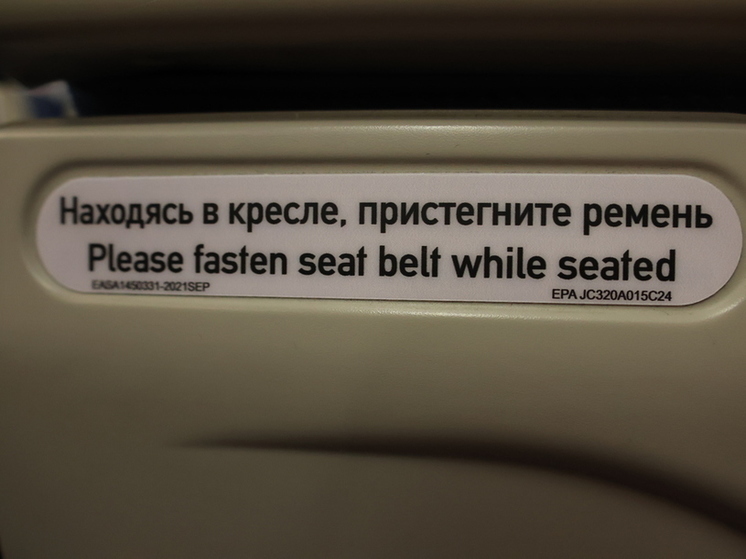 Находясь в кресле, пристегните ремень
Please fasten seat belt while seated
EASA1450331-2021SEP
EPA JC320A015C24